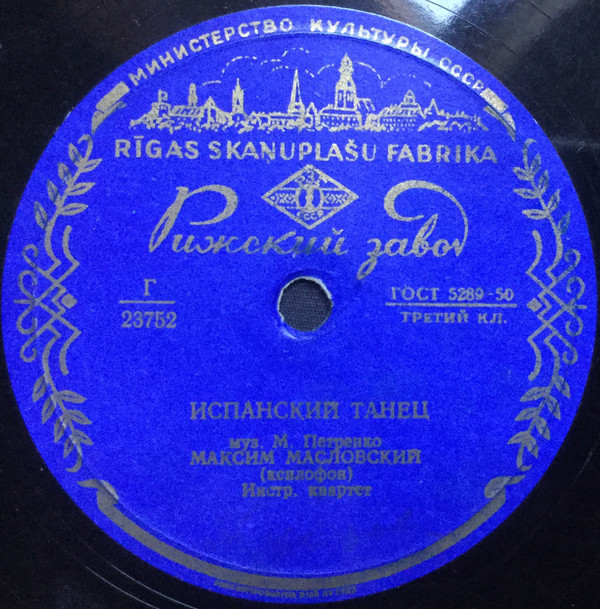 МИНИСТЕРСТВО КУЛЬТУРЫ СССР
RĪGAS SKAŅUPLAŠU FABRIKA
СССР
Рижский завод
Г
23752
ГОСТ 5289-50
ТРЕТИЙ КЛ.
ИСПАНСКИЙ ТАНЕЦ
муз. М. Петренко
МАКСИМ МАСЛОВСКИЙ
(ксилофон)
Инстр. квартет